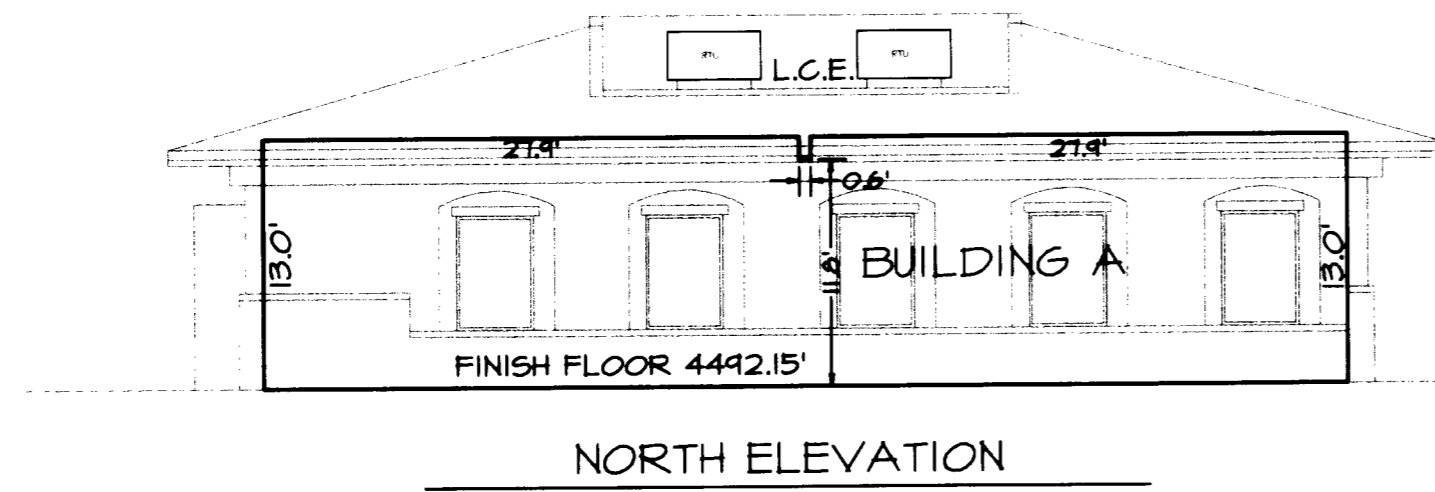 RTU
RTU
L.C.E.
27.9'
27.9'
0.6'
13.0'
11.8'
BUILDING A
13.0'
FINISH FLOOR 4492.15'
NORTH ELEVATION